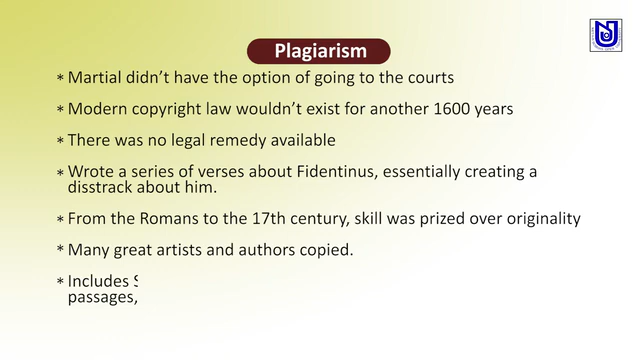 Plagiarism
* Martial didn't have the option of going to the courts
* Modern copyright law wouldn't exist for another 1600 years
* There was no legal remedy available
* Wrote a series of verses about Fidentinus, essentially creating a
disstrack about him.
* From the Romans to the 17th century, skill was prized over originality
* Many great artists and authors copied.
* Includes
passages,